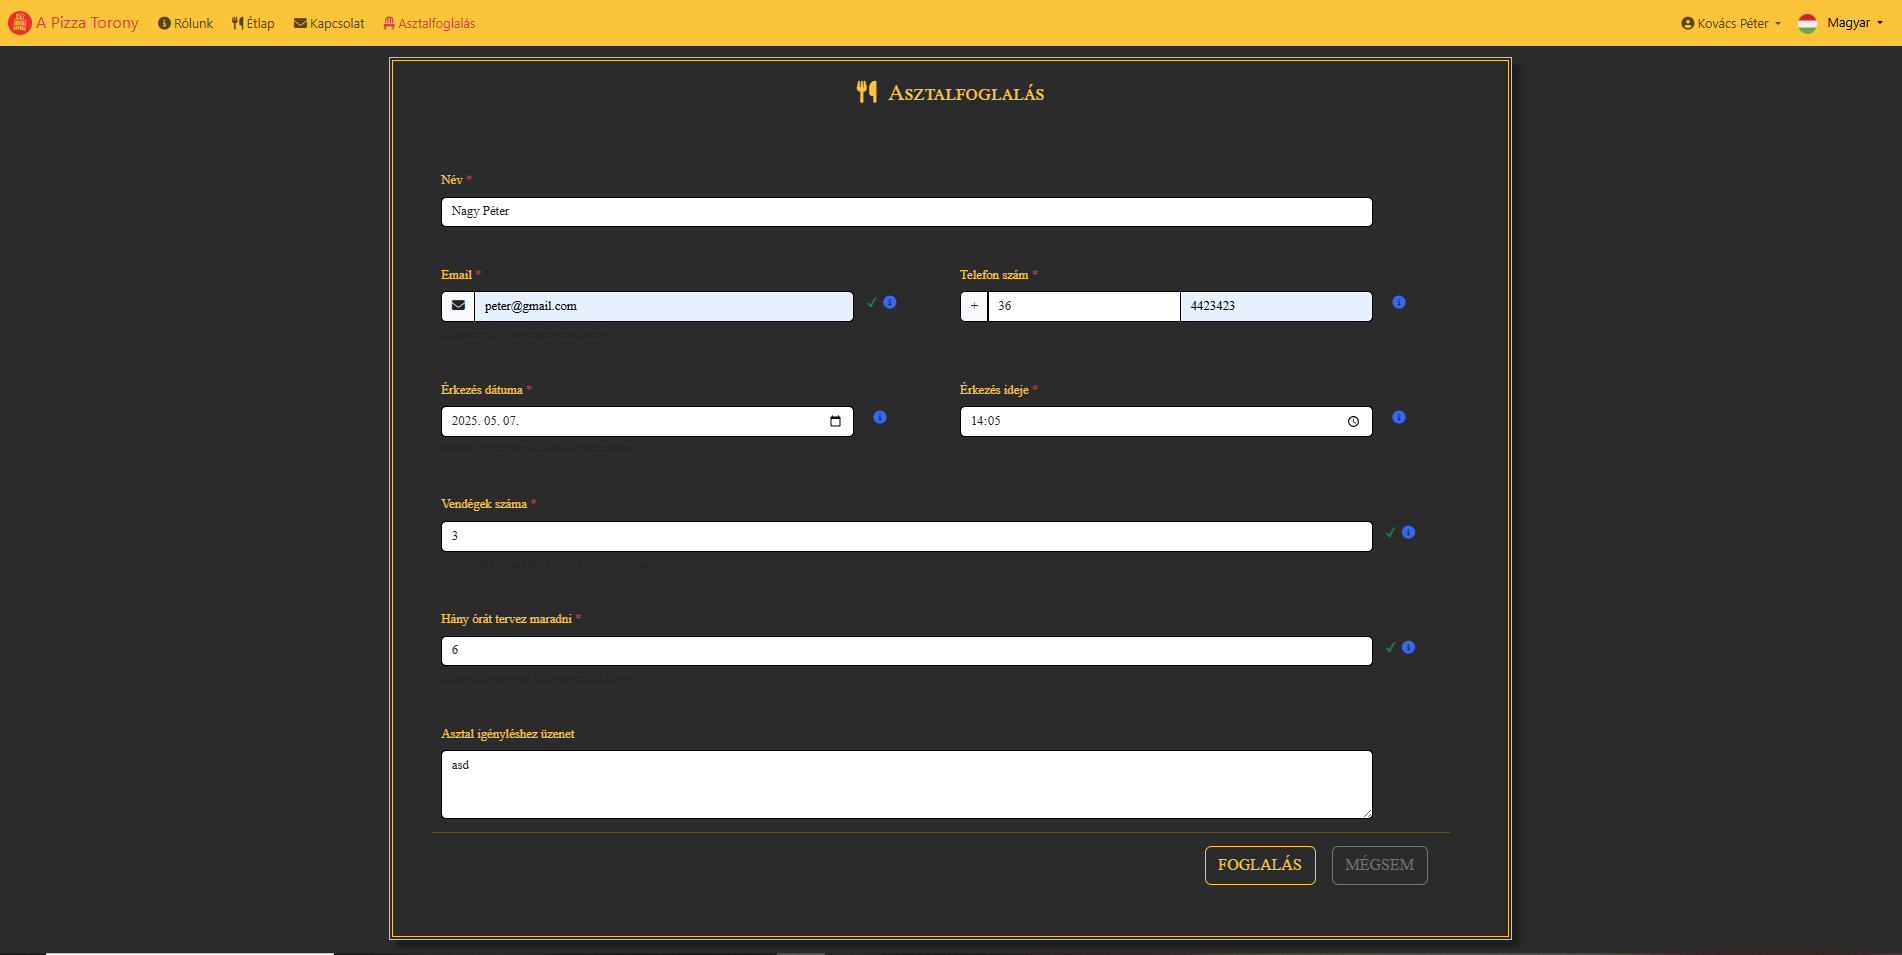 A Pizza Torony Rólunk Étlap Kapcsolat Asztalfoglalás Kovács Péter Magyar
Asztalfoglalás
Név *
Nagy Péter
Email * Telefon szám *
peter@gmail.com + 36 4423423
Érkezés dátuma * Érkezés ideje *
2025. 05. 07. 14:05
Vendégek száma *
3
Hány órát tervez maradni *
6
Asztal igényléshez üzenet
asd
FOGLALÁS MÉGSEM